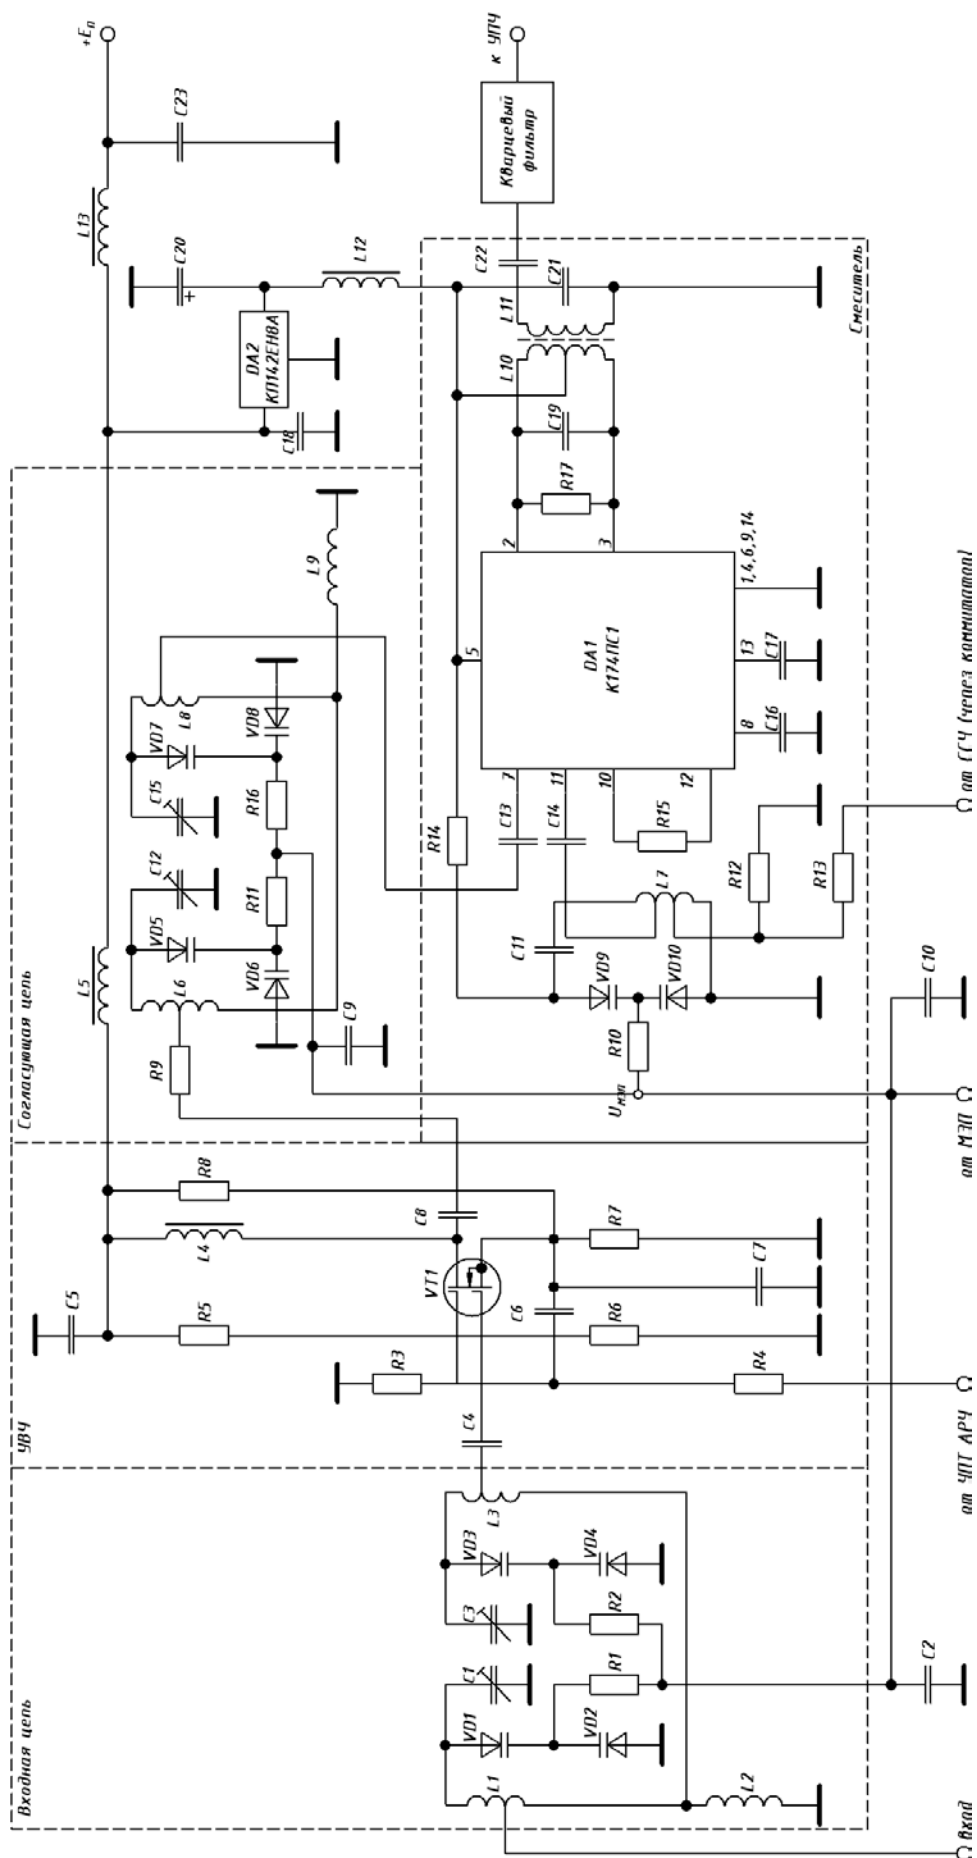 Входная цепь
L1
L2
VD1
VD2
C1
C3
R1
R2
VD3
VD4
L3
C2
Вход
УВЧ
C4
C5
R3
R4
R5
R6
C6
VT1
L4
R8
C8
R7
C7
от УПТ АРУ
Согласующая цепь
L5
R9
L6
VD5
VD6
C12
C15
R11
R16
VD7
VD8
L8
L9
C9
Смеситель
Uмэп
R10
VD9
VD10
C11
L7
R14
C13
C14
R15
R12
R13
7
11
10
12
5
8
13
1,4,6,9,14
2
3
DA1
К174ПС1
C16
C17
R17
C19
L10
L11
C21
C22
C10
от МЭП
от ССЧ (через коммутатор)
C18
DA2
КП142ЕН8А
C20
+
L12
L13
C23
+Eп
Кварцевый
фильтр
к УПЧ